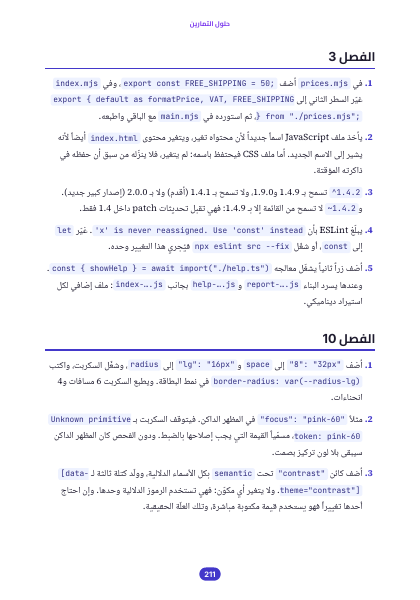 حلول التمارين
الفصل 3
1. في prices.mjs أضف export const FREE_SHIPPING = 50; وفي index.mjs
غيّر السطر الثاني إلى export { default as formatPrice, VAT, FREE_SHIPPING
} from "./prices.mjs"; ثم استورده في main.mjs مع الباقي واطبعه.
2. يأخذ ملف JavaScript اسماً جديداً لأن محتواه تغير، ويتغير محتوى index.html أيضاً لأنه
يشير إلى الاسم الجديد. أما ملف CSS فيحتفظ باسمه: لم يتغير، فلا ينزّله من سبق أن حفظه في
ذاكرته المؤقتة.
3. ^1.4.2 تسمح بـ 1.4.9 و1.9.0، ولا تسمح بـ 1.4.1 (أقدم) ولا بـ 2.0.0 (إصدار كبير جديد).
و ~1.4.2 لا تسمح من القائمة إلا بـ 1.4.9: فهي تقبل تحديثات patch داخل 1.4 فقط.
4. يبلّغ ESLint بأن 'x' is never reassigned. Use 'const' instead. غيّر let
إلى const، أو شغّل npx eslint src --fix فيُجري هذا التغيير وحده.
5. أضف زراً ثانياً يشغّل معالجه const { showHelp } = await import("./help.ts").
وعندها يسرد البناء report-….js و help-….js بجانب index-….js: ملف إضافي لكل
استيراد ديناميكي.
الفصل 10
1. أضف "8": "32px" إلى space و "lg": "16px" إلى radius، وشغّل السكربت، واكتب
border-radius: var(--radius-lg) في نمط البطاقة. ويطبع السكربت 6 مسافات و4
انحناءات.
2. مثلاً "focus": "pink-60" في المظهر الداكن. فيتوقف السكربت بـ Unknown primitive
token: pink-60، مسمّياً القيمة التي يجب إصلاحها بالضبط. ودون الفحص كان المظهر الداكن
سيبقى بلا لون تركيز بصمت.
3. أضف كائن "contrast" تحت semantic بكل الأسماء الدلالية، وولّد كتلة ثالثة لـ [data-
theme="contrast"]. ولا يتغير أي مكوّن: فهي تستخدم الرموز الدلالية وحدها. وإن احتاج
أحدها تغييراً فهو يستخدم قيمة مكتوبة مباشرة، وتلك العلّة الحقيقية.
211